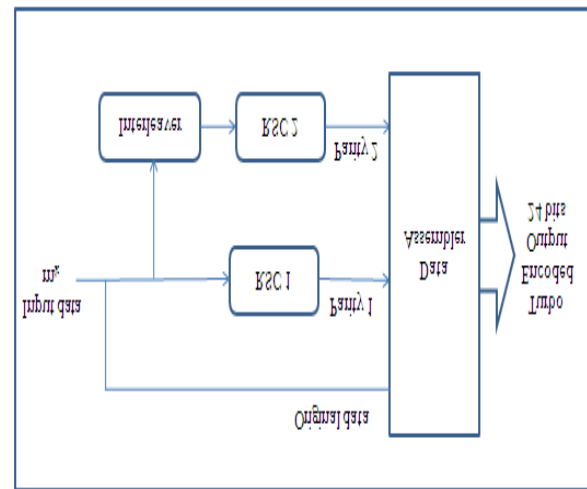 Original data
Input data
mₖ
RSC 1
Parity 1
Data
Assembler
Turbo
Encoded
Output
24 bits
Interleaver
RSC 2
Parity 2